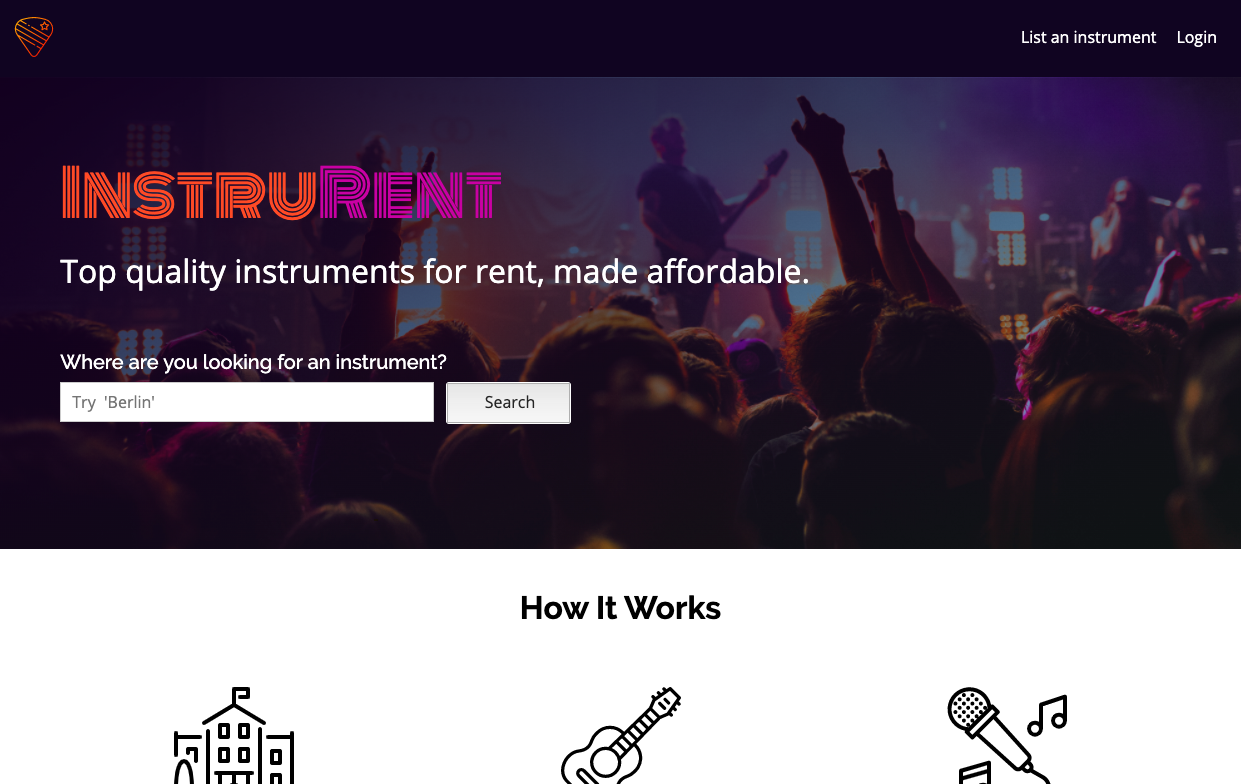 List an instrument Login
InstruRent
Top quality instruments for rent, made affordable.
Where are you looking for an instrument?
Try 'Berlin' Search
How It Works